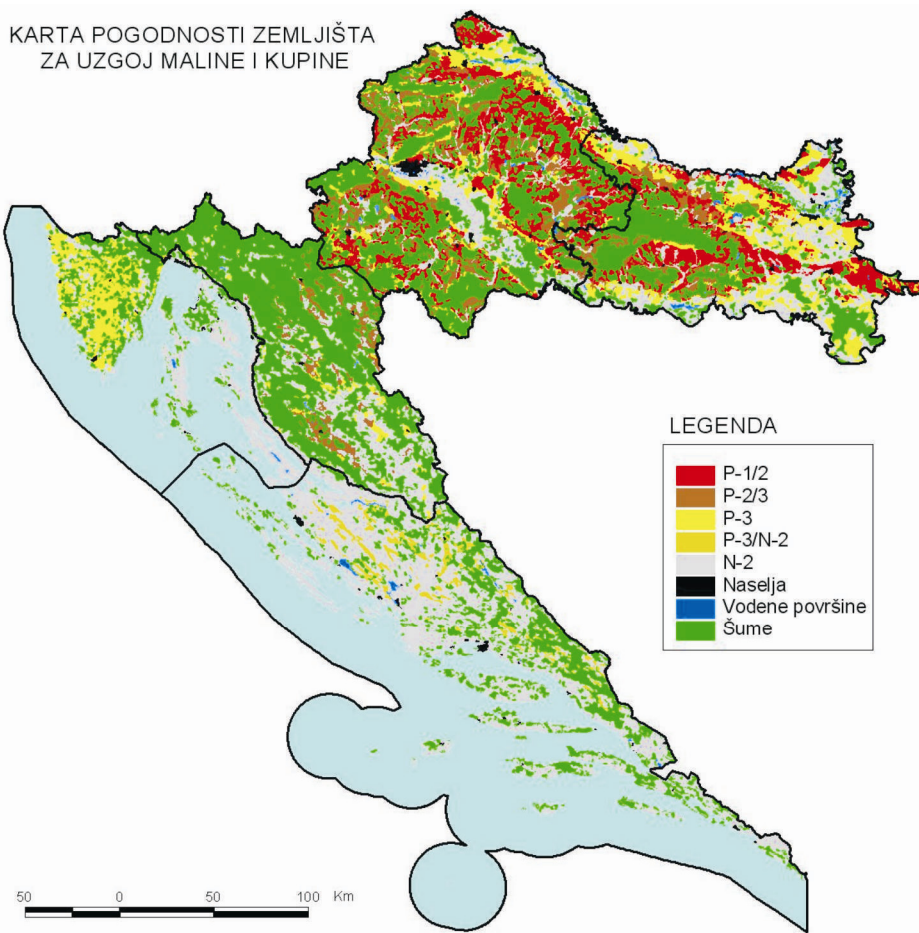 KARTA POGODNOSTI ZEMLJIŠTA
ZA UZGOJ MALINE I KUPINE
LEGENDA
P-1/2
P-2/3
P-3
P-3/N-2
N-2
Naselja
Vodene površine
Šume
50 0 50 100 Km